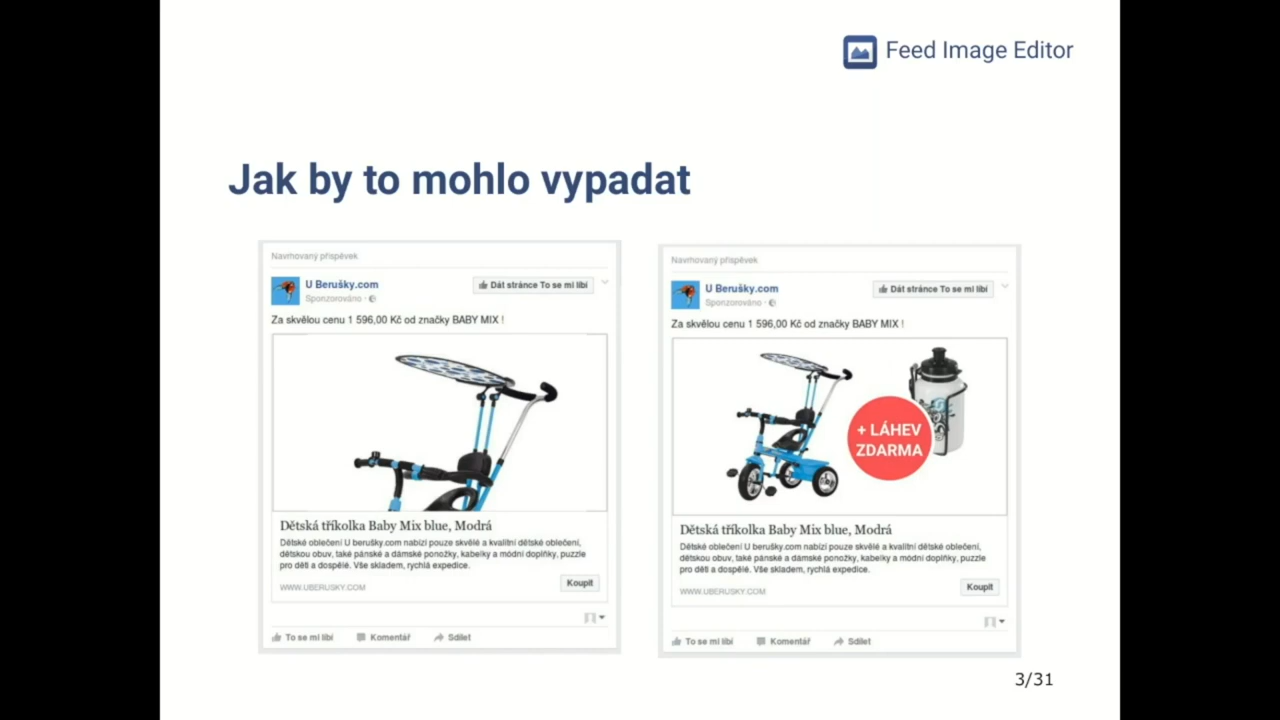 Feed Image Editor
Jak by to mohlo vypadat
Navrhovaný příspěvek
U Berušky.com
Dát stránce To se mi líbí
Sponzorováno ·
Za skvělou cenu 1 596,00 Kč od značky BABY MIX !
Dětská tříkolka Baby Mix blue, Modrá
Dětské oblečení U berušky.com nabízí pouze skvělé a kvalitní dětské oblečení,
dětskou obuv, také pánské a dámské ponožky, kabelky a módní doplňky, puzzle
pro děti a dospělé. Vše skladem, rychlá expedice.
Koupit
WWW.UBERUSKY.COM
To se mi líbí
Komentář
Sdílet
Navrhovaný příspěvek
U Berušky.com
Dát stránce To se mi líbí
Sponzorováno ·
Za skvělou cenu 1 596,00 Kč od značky BABY MIX !
+ LÁHEV
ZDARMA
Dětská tříkolka Baby Mix blue, Modrá
Dětské oblečení U berušky.com nabízí pouze skvělé a kvalitní dětské oblečení,
dětskou obuv, také pánské a dámské ponožky, kabelky a módní doplňky, puzzle
pro děti a dospělé. Vše skladem, rychlá expedice.
Koupit
WWW.UBERUSKY.COM
To se mi líbí
Komentář
Sdílet
3/31